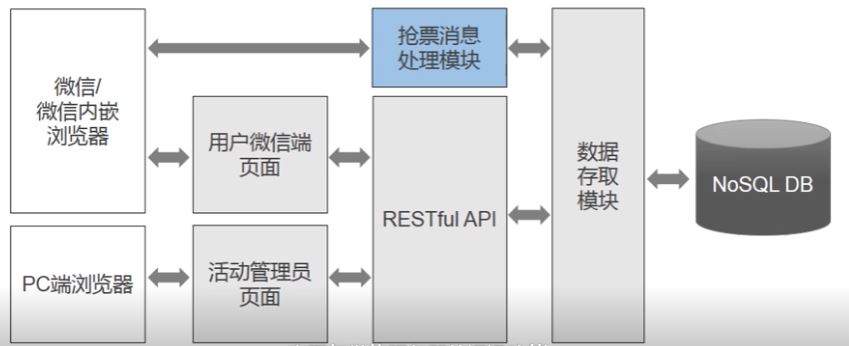 微信/
微信内嵌
浏览器
抢票消息
处理模块
用户微信端
页面
RESTful API
数据
存取
模块
NoSQL DB
PC端浏览器
活动管理员
页面